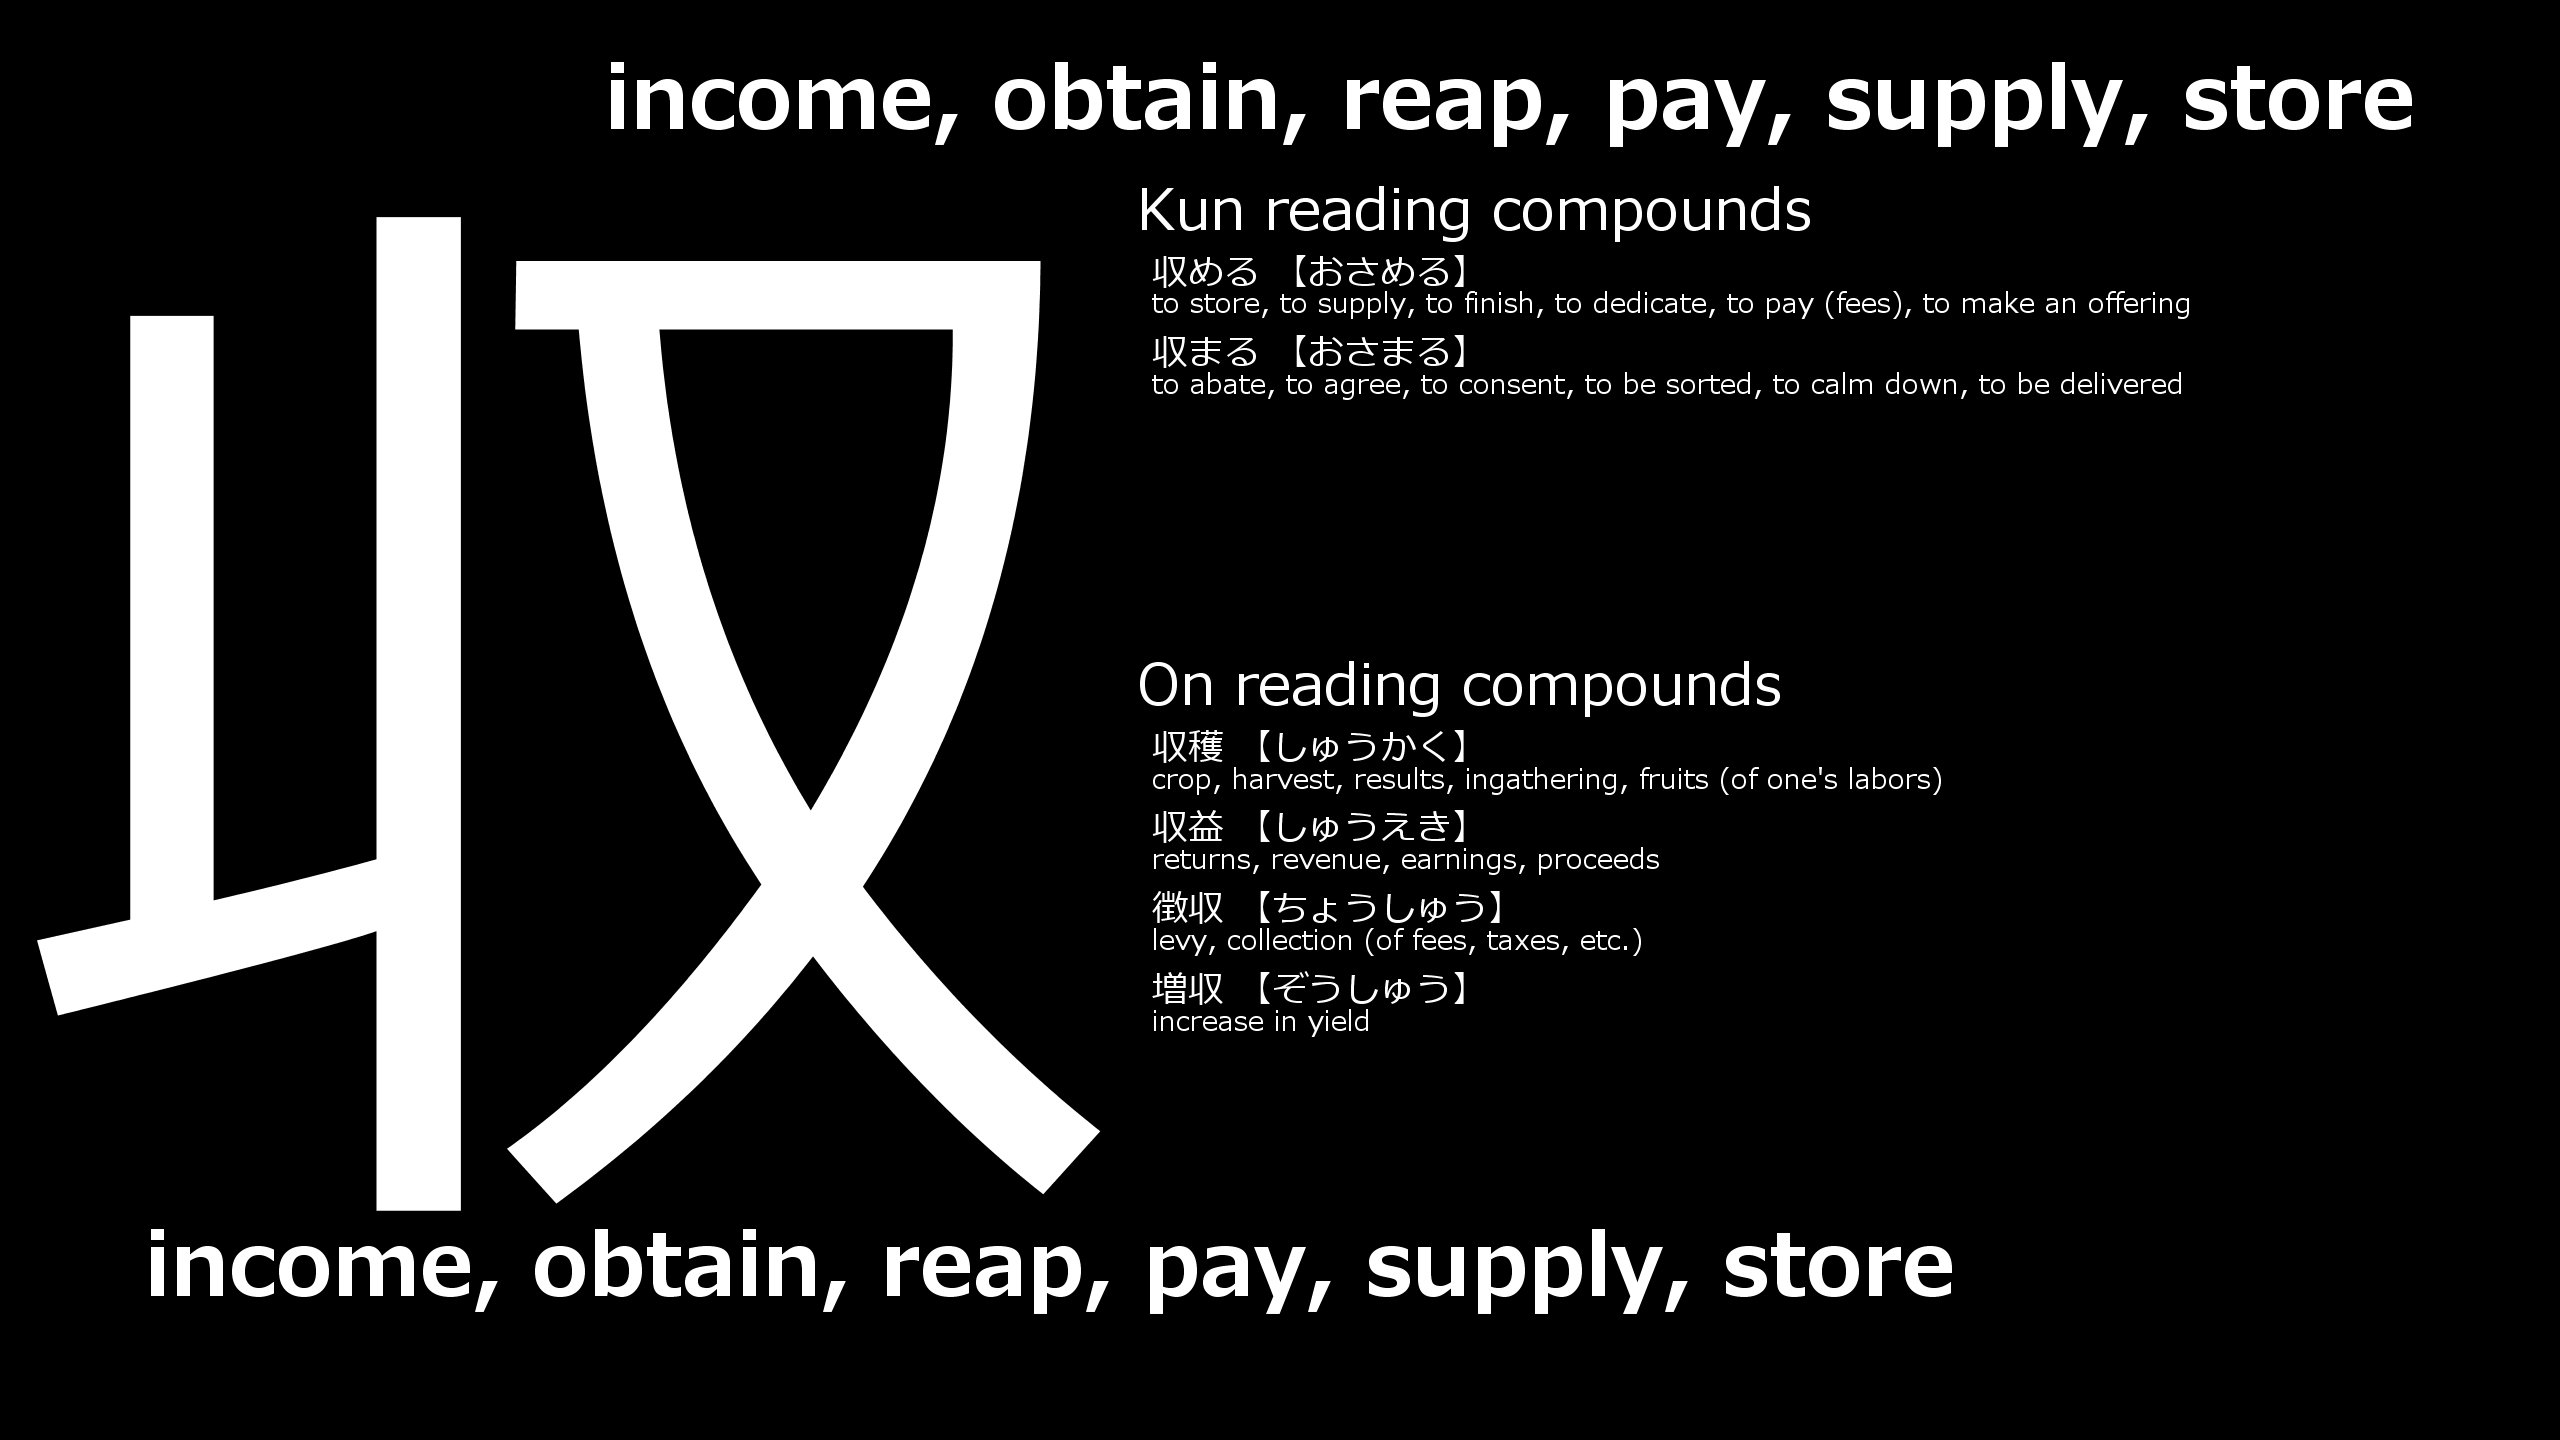 income, obtain, reap, pay, supply, store
収
Kun reading compounds
収める 【おさめる】
to store, to supply, to finish, to dedicate, to pay (fees), to make an offering
収まる 【おさまる】
to abate, to agree, to consent, to be sorted, to calm down, to be delivered
On reading compounds
収穫 【しゅうかく】
crop, harvest, results, ingathering, fruits (of one's labors)
収益 【しゅうえき】
returns, revenue, earnings, proceeds
徴収 【ちょうしゅう】
levy, collection (of fees, taxes, etc.)
増収 【ぞうしゅう】
increase in yield
income, obtain, reap, pay, supply, store